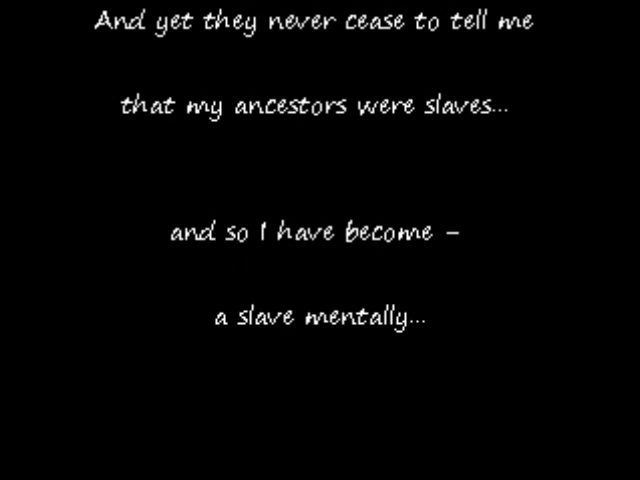 And yet they never cease to tell me
that my ancestors were slaves...
and so I have become –
a slave mentally...